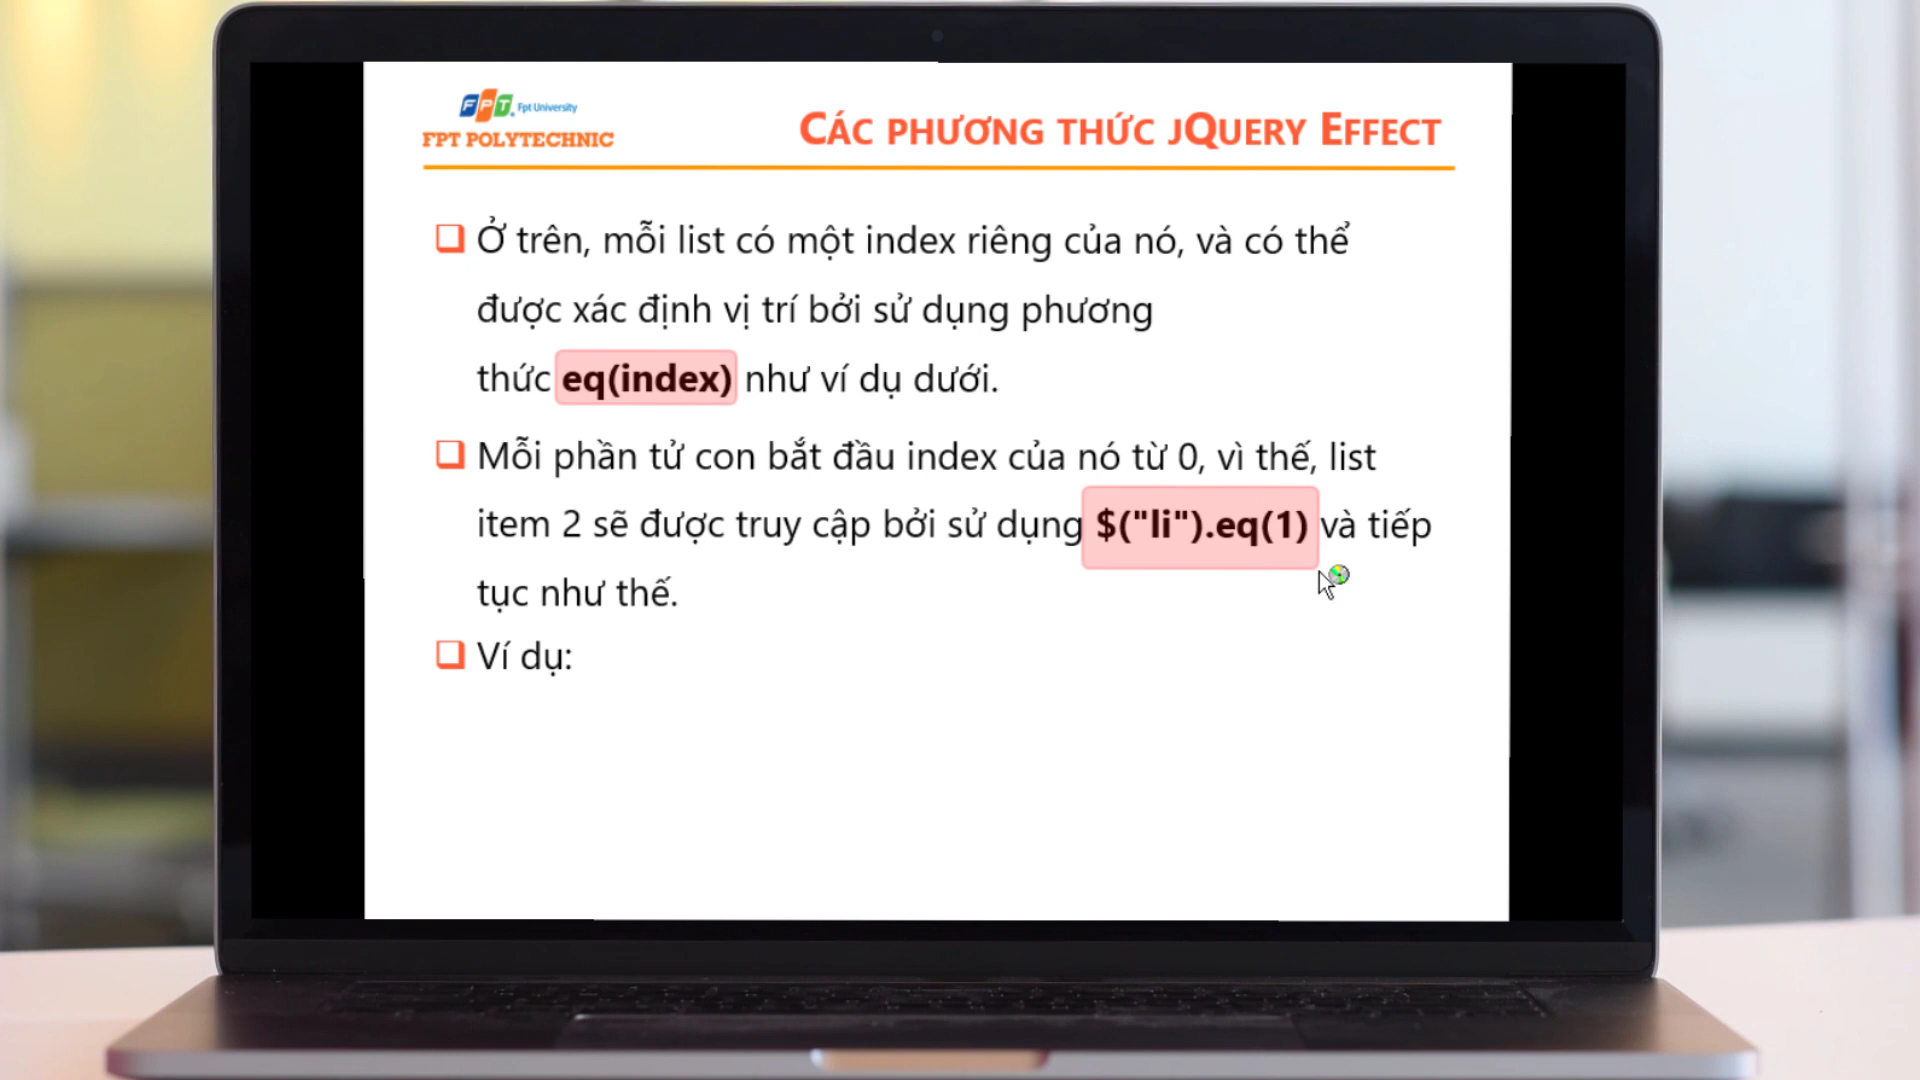 FPT. Fpt University
FPT POLYTECHNIC
CÁC PHƯƠNG THỨC JQUERY EFFECT
Ở trên, mỗi list có một index riêng của nó, và có thể
được xác định vị trí bởi sử dụng phương
thức eq(index) như ví dụ dưới.
Mỗi phần tử con bắt đầu index của nó từ 0, vì thế, list
item 2 sẽ được truy cập bởi sử dụng $("li").eq(1) và tiếp
tục như thế.
Ví dụ: